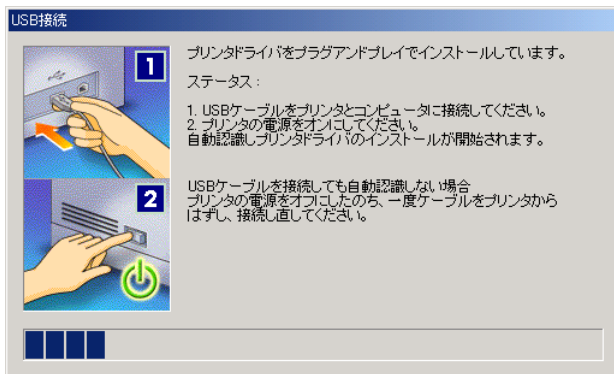 USB接続
1
プリンタドライバをプラグアンドプレイでインストールしています。
ステータス：
1. USBケーブルをプリンタとコンピュータに接続してください。
2. プリンタの電源をオンにしてください。
自動認識しプリンタドライバのインストールが開始されます。
2
USBケーブルを接続しても自動認識しない場合
プリンタの電源をオフにしたのち、一度ケーブルをプリンタから
はずし、接続し直してください。